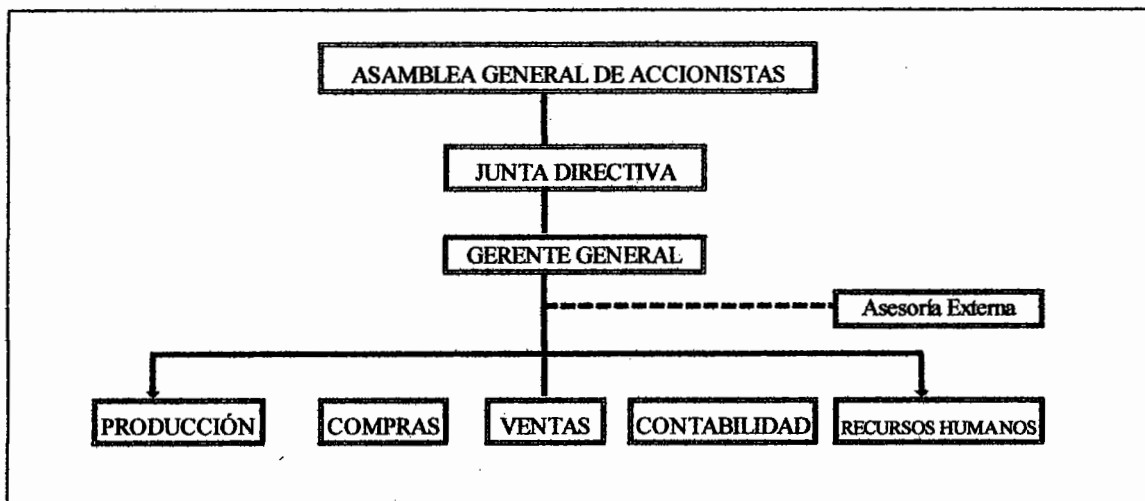 ASAMBLEA GENERAL DE ACCIONISTAS
JUNTA DIRECTIVA
GERENTE GENERAL
Asesoría Externa
PRODUCCIÓN
COMPRAS
VENTAS
CONTABILIDAD
RECURSOS HUMANOS